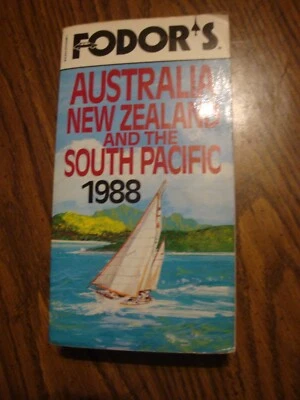 FODOR'S
AUSTRALIA
NEW ZEALAND
AND THE
SOUTH PACIFIC
1988